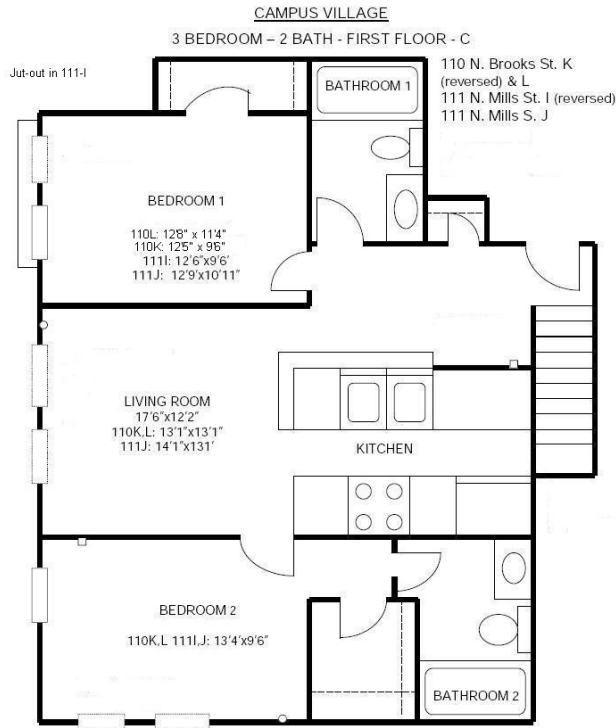 CAMPUS VILLAGE
3 BEDROOM – 2 BATH - FIRST FLOOR - C
Jut-out in 111-I
110 N. Brooks St. K
(reversed) & L
111 N. Mills St. I (reversed)
111 N. Mills S. J
BATHROOM 1
BEDROOM 1
110L: 12'8" x 11'4"
110K: 12'5" x 9'6"
111I: 12'6"x9'6'
111J: 12'9'x10'11"
LIVING ROOM
17'6"x12'2"
110K,L: 13'1"x13'1"
111J: 14'1"x131'
KITCHEN
BEDROOM 2
110K,L 111I,J: 13'4'x9'6"
BATHROOM 2